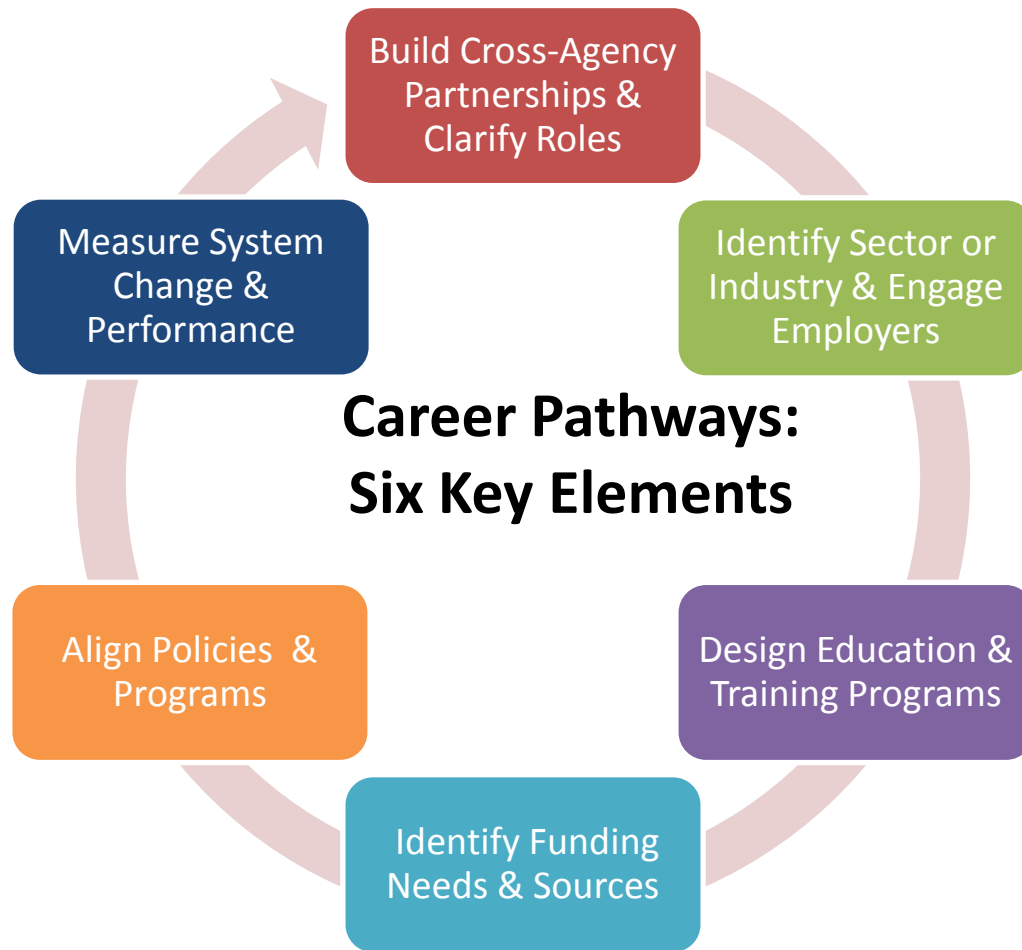 Build Cross-Agency
Partnerships &
Clarify Roles
Identify Sector or
Industry & Engage
Employers
Design Education &
Training Programs
Identify Funding
Needs & Sources
Align Policies  &
Programs
Measure System
Change &
Performance
Career Pathways:
Six Key Elements